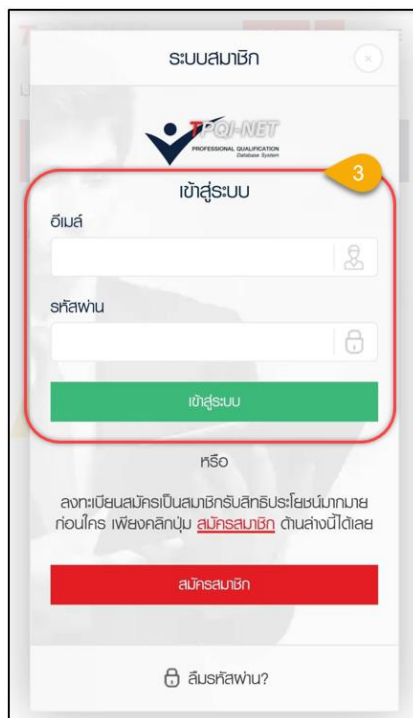 ระบบสมาชิก
TPQI-NET
PROFESSIONAL QUALIFICATION
Database System
3
เข้าสู่ระบบ
อีเมล์
รหัสผ่าน
เข้าสู่ระบบ
หรือ
ลงทะเบียนสมัครเป็นสมาชิกรับสิทธิประโยชน์มากมาย
ก่อนใคร เพียงคลิกปุ่ม สมัครสมาชิก ด้านล่างนี้ได้เลย
สมัครสมาชิก
ลืมรหัสผ่าน?